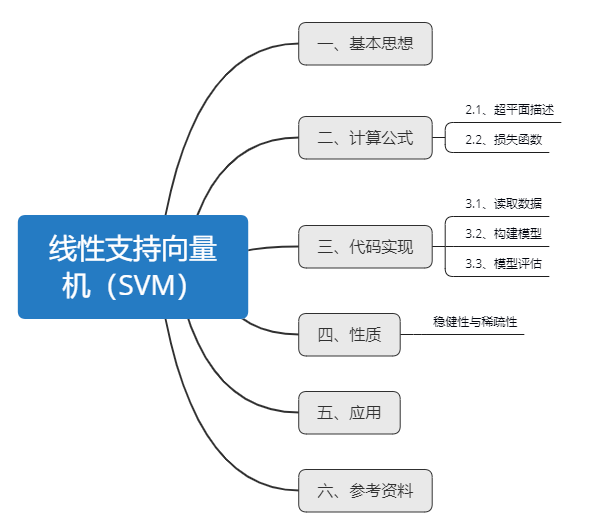 一、基本思想
二、计算公式
2.1、超平面描述
2.2、损失函数
线性支持向量
机（SVM）
三、代码实现
3.1、读取数据
3.2、构建模型
3.3、模型评估
四、性质
稳健性与稀疏性
五、应用
六、参考资料